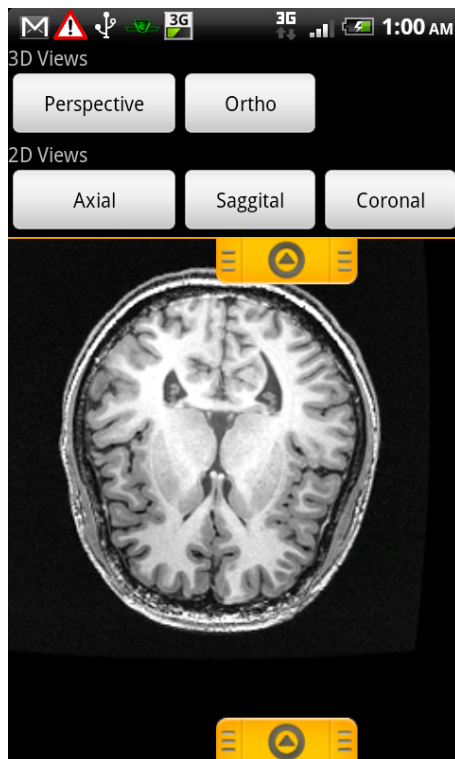 3G 3G 1:00 AM
3D Views
Perspective Ortho
2D Views
Axial Saggital Coronal